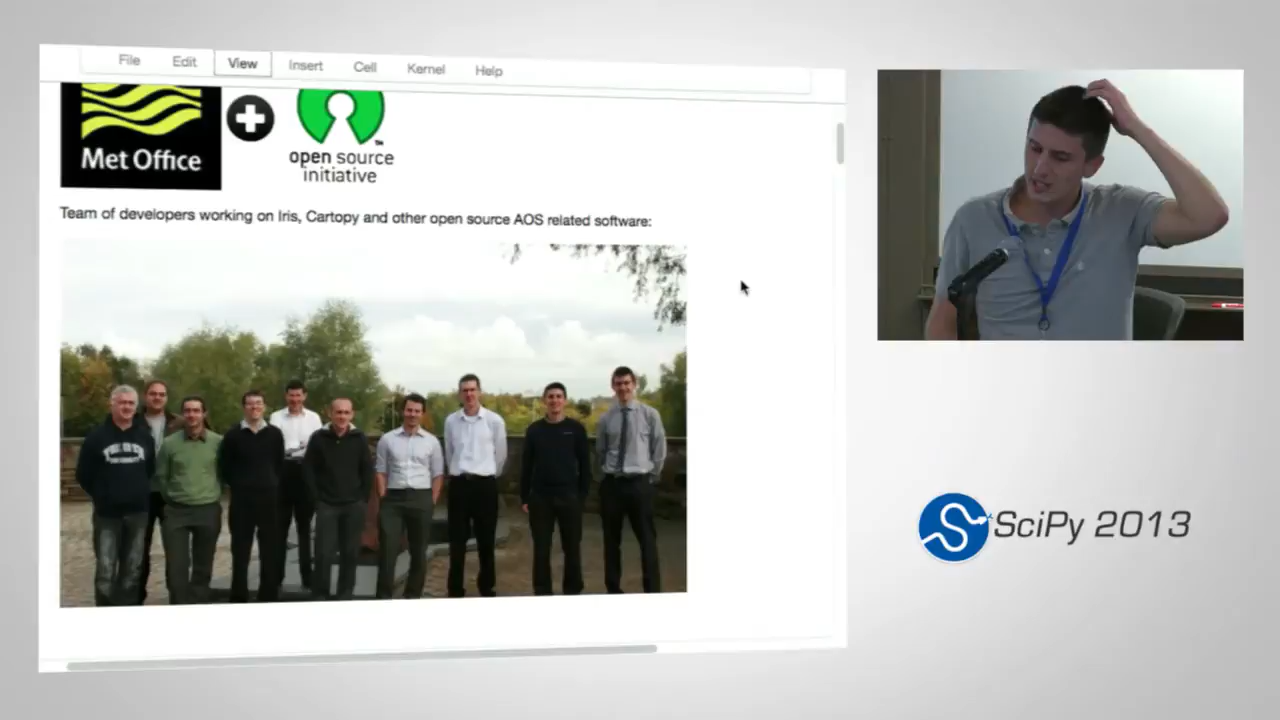 File Edit View Insert Cell Kernel Help
Met Office
open source
initiative
TM
Team of developers working on Iris, Cartopy and other open source AOS related software:
SciPy 2013